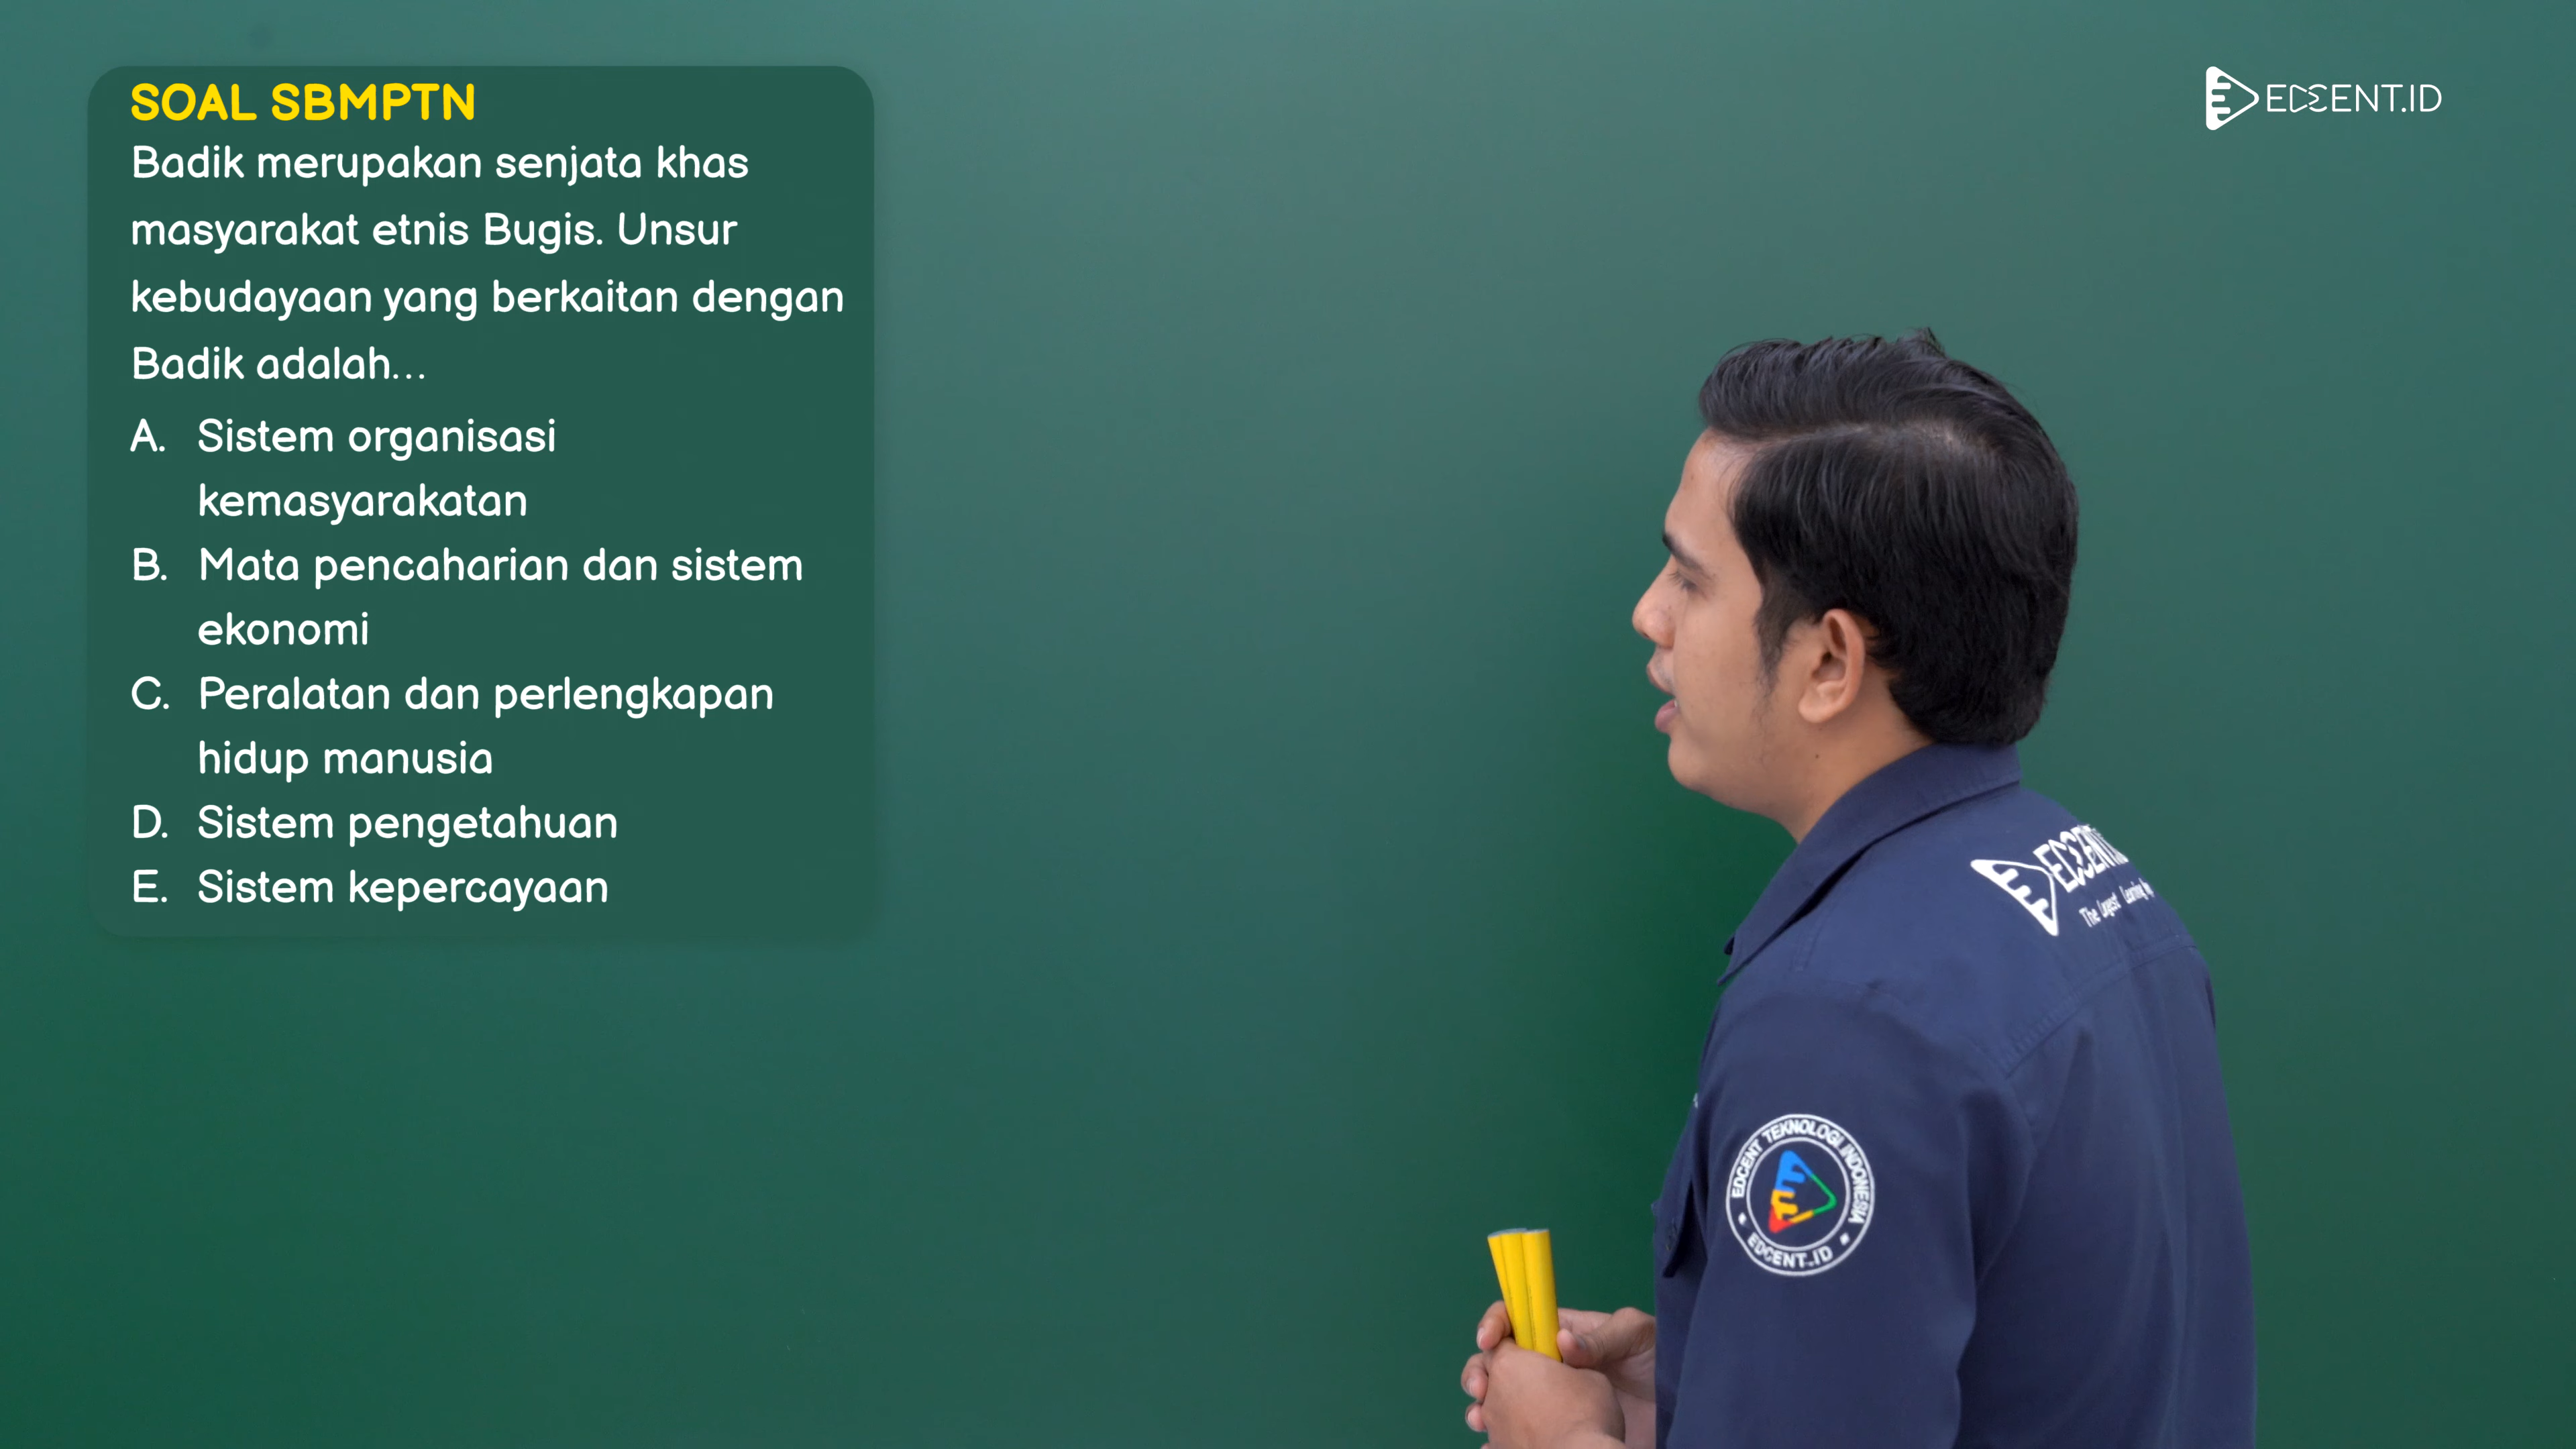 SOAL SBMPTN
Badik merupakan senjata khas
masyarakat etnis Bugis. Unsur
kebudayaan yang berkaitan dengan
Badik adalah...
A. Sistem organisasi
kemasyarakatan
B. Mata pencaharian dan sistem
ekonomi
C. Peralatan dan perlengkapan
hidup manusia
D. Sistem pengetahuan
E. Sistem kepercayaan
EDCENT.ID
The Largest
EDCENT TEKNOLOGI INDONESIA
EDCENT.ID